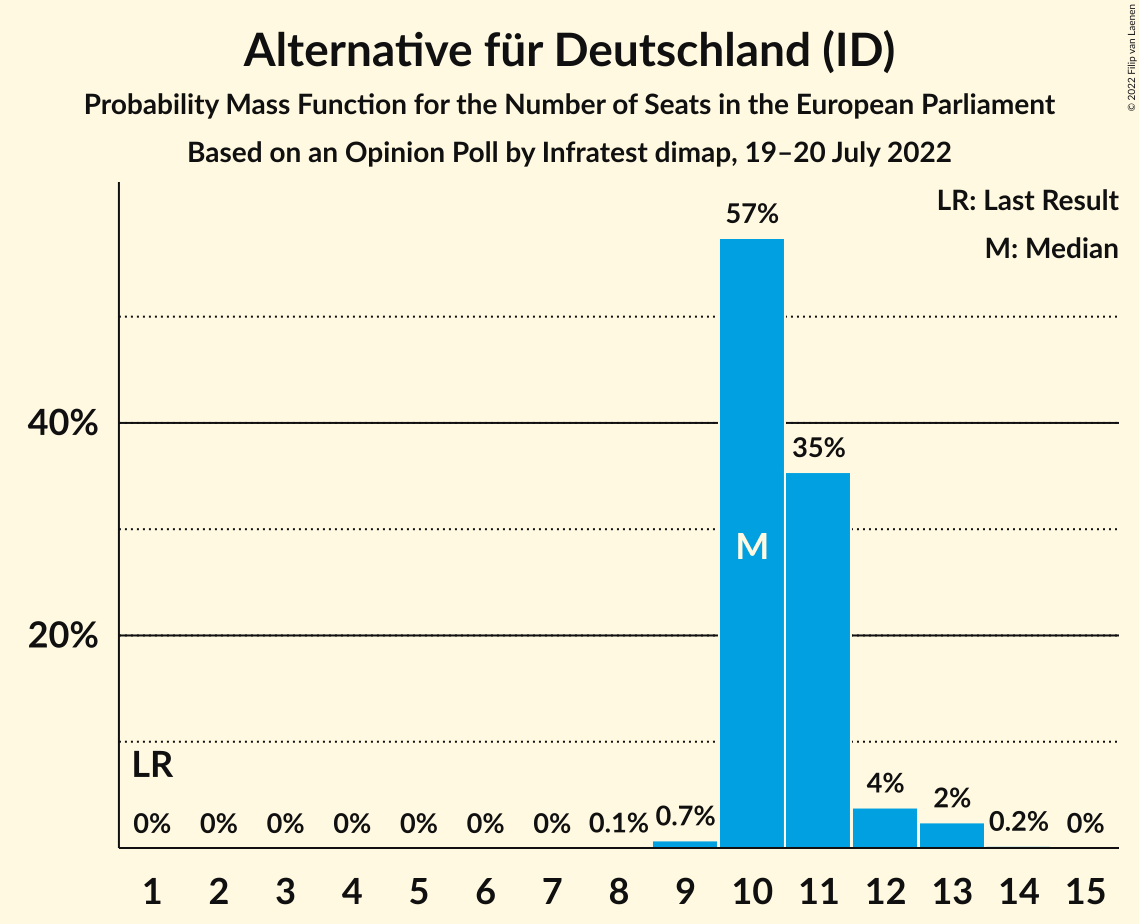 Alternative für Deutschland (ID)
Probability Mass Function for the Number of Seats in the European Parliament
Based on an Opinion Poll by Infratest dimap, 19–20 July 2022
© 2022 Filip van Laenen
LR: Last Result
M: Median
57%
40%
35%
M
20%
LR
0% 0% 0% 0% 0% 0% 0% 0.1% 0.7% 4% 2% 0.2% 0%
1 2 3 4 5 6 7 8 9 10 11 12 13 14 15